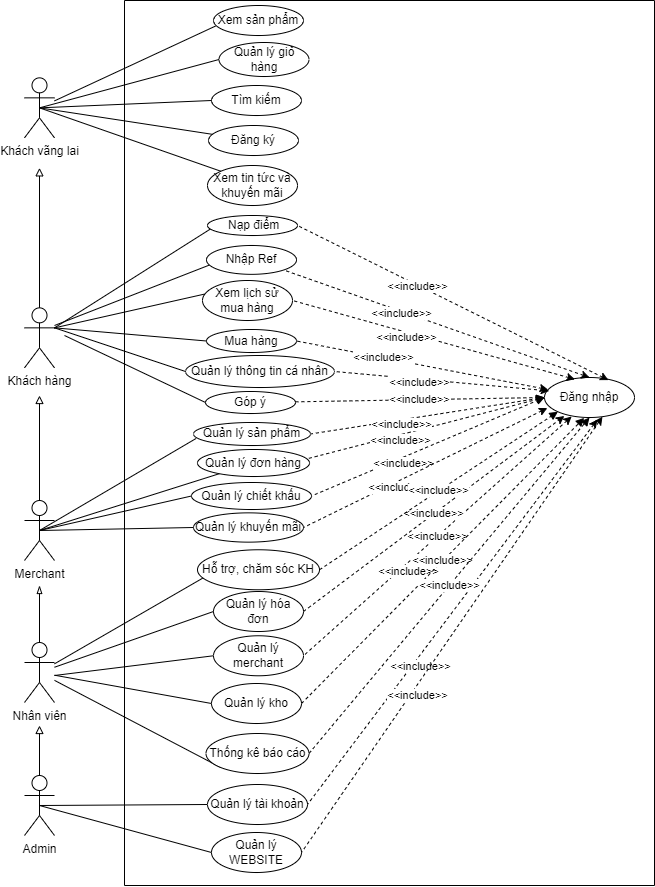 Xem sản phẩm
Quản lý giỏ
hàng
Tìm kiếm
Đăng ký
Khách vãng lai
Xem tin tức và
khuyến mãi
Nạp điểm
Nhập Ref
<<include>>
Xem lịch sử
mua hàng
<<include>>
<<include>>
Mua hàng
<<include>>
Khách hàng
Quản lý thông tin cá nhân
<<include>>
Đăng nhập
Góp ý
<<include>>
Quản lý sản phẩm
<<include>>
<<include>>
Quản lý đơn hàng
<<include>>
Quản lý chiết khấu
<<inclu
<<include>>
Quản lý khuyến mãi
<<include>>
<<include>>
Merchant
Hỗ trợ, chăm sóc KH
<<include>>
<<include>>
<<include>>
Quản lý hóa
đơn
Quản lý
merchant
<<include>>
Quản lý kho
<<include>>
Nhân viên
Thống kê báo cáo
Quản lý tài khoản
Admin
Quản lý
WEBSITE